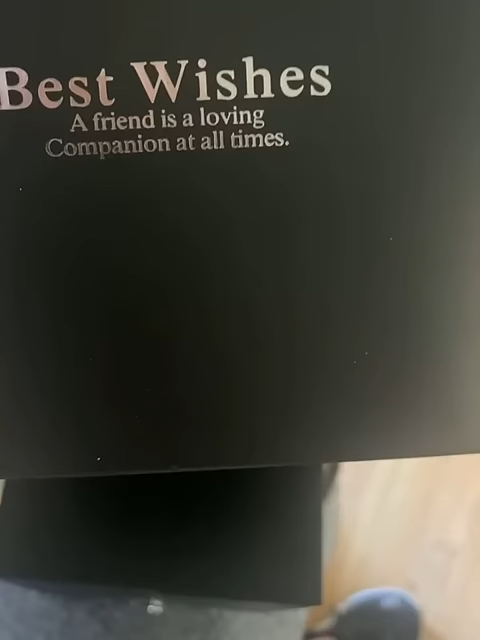 Best Wishes
A friend is a loving
Companion at all times.